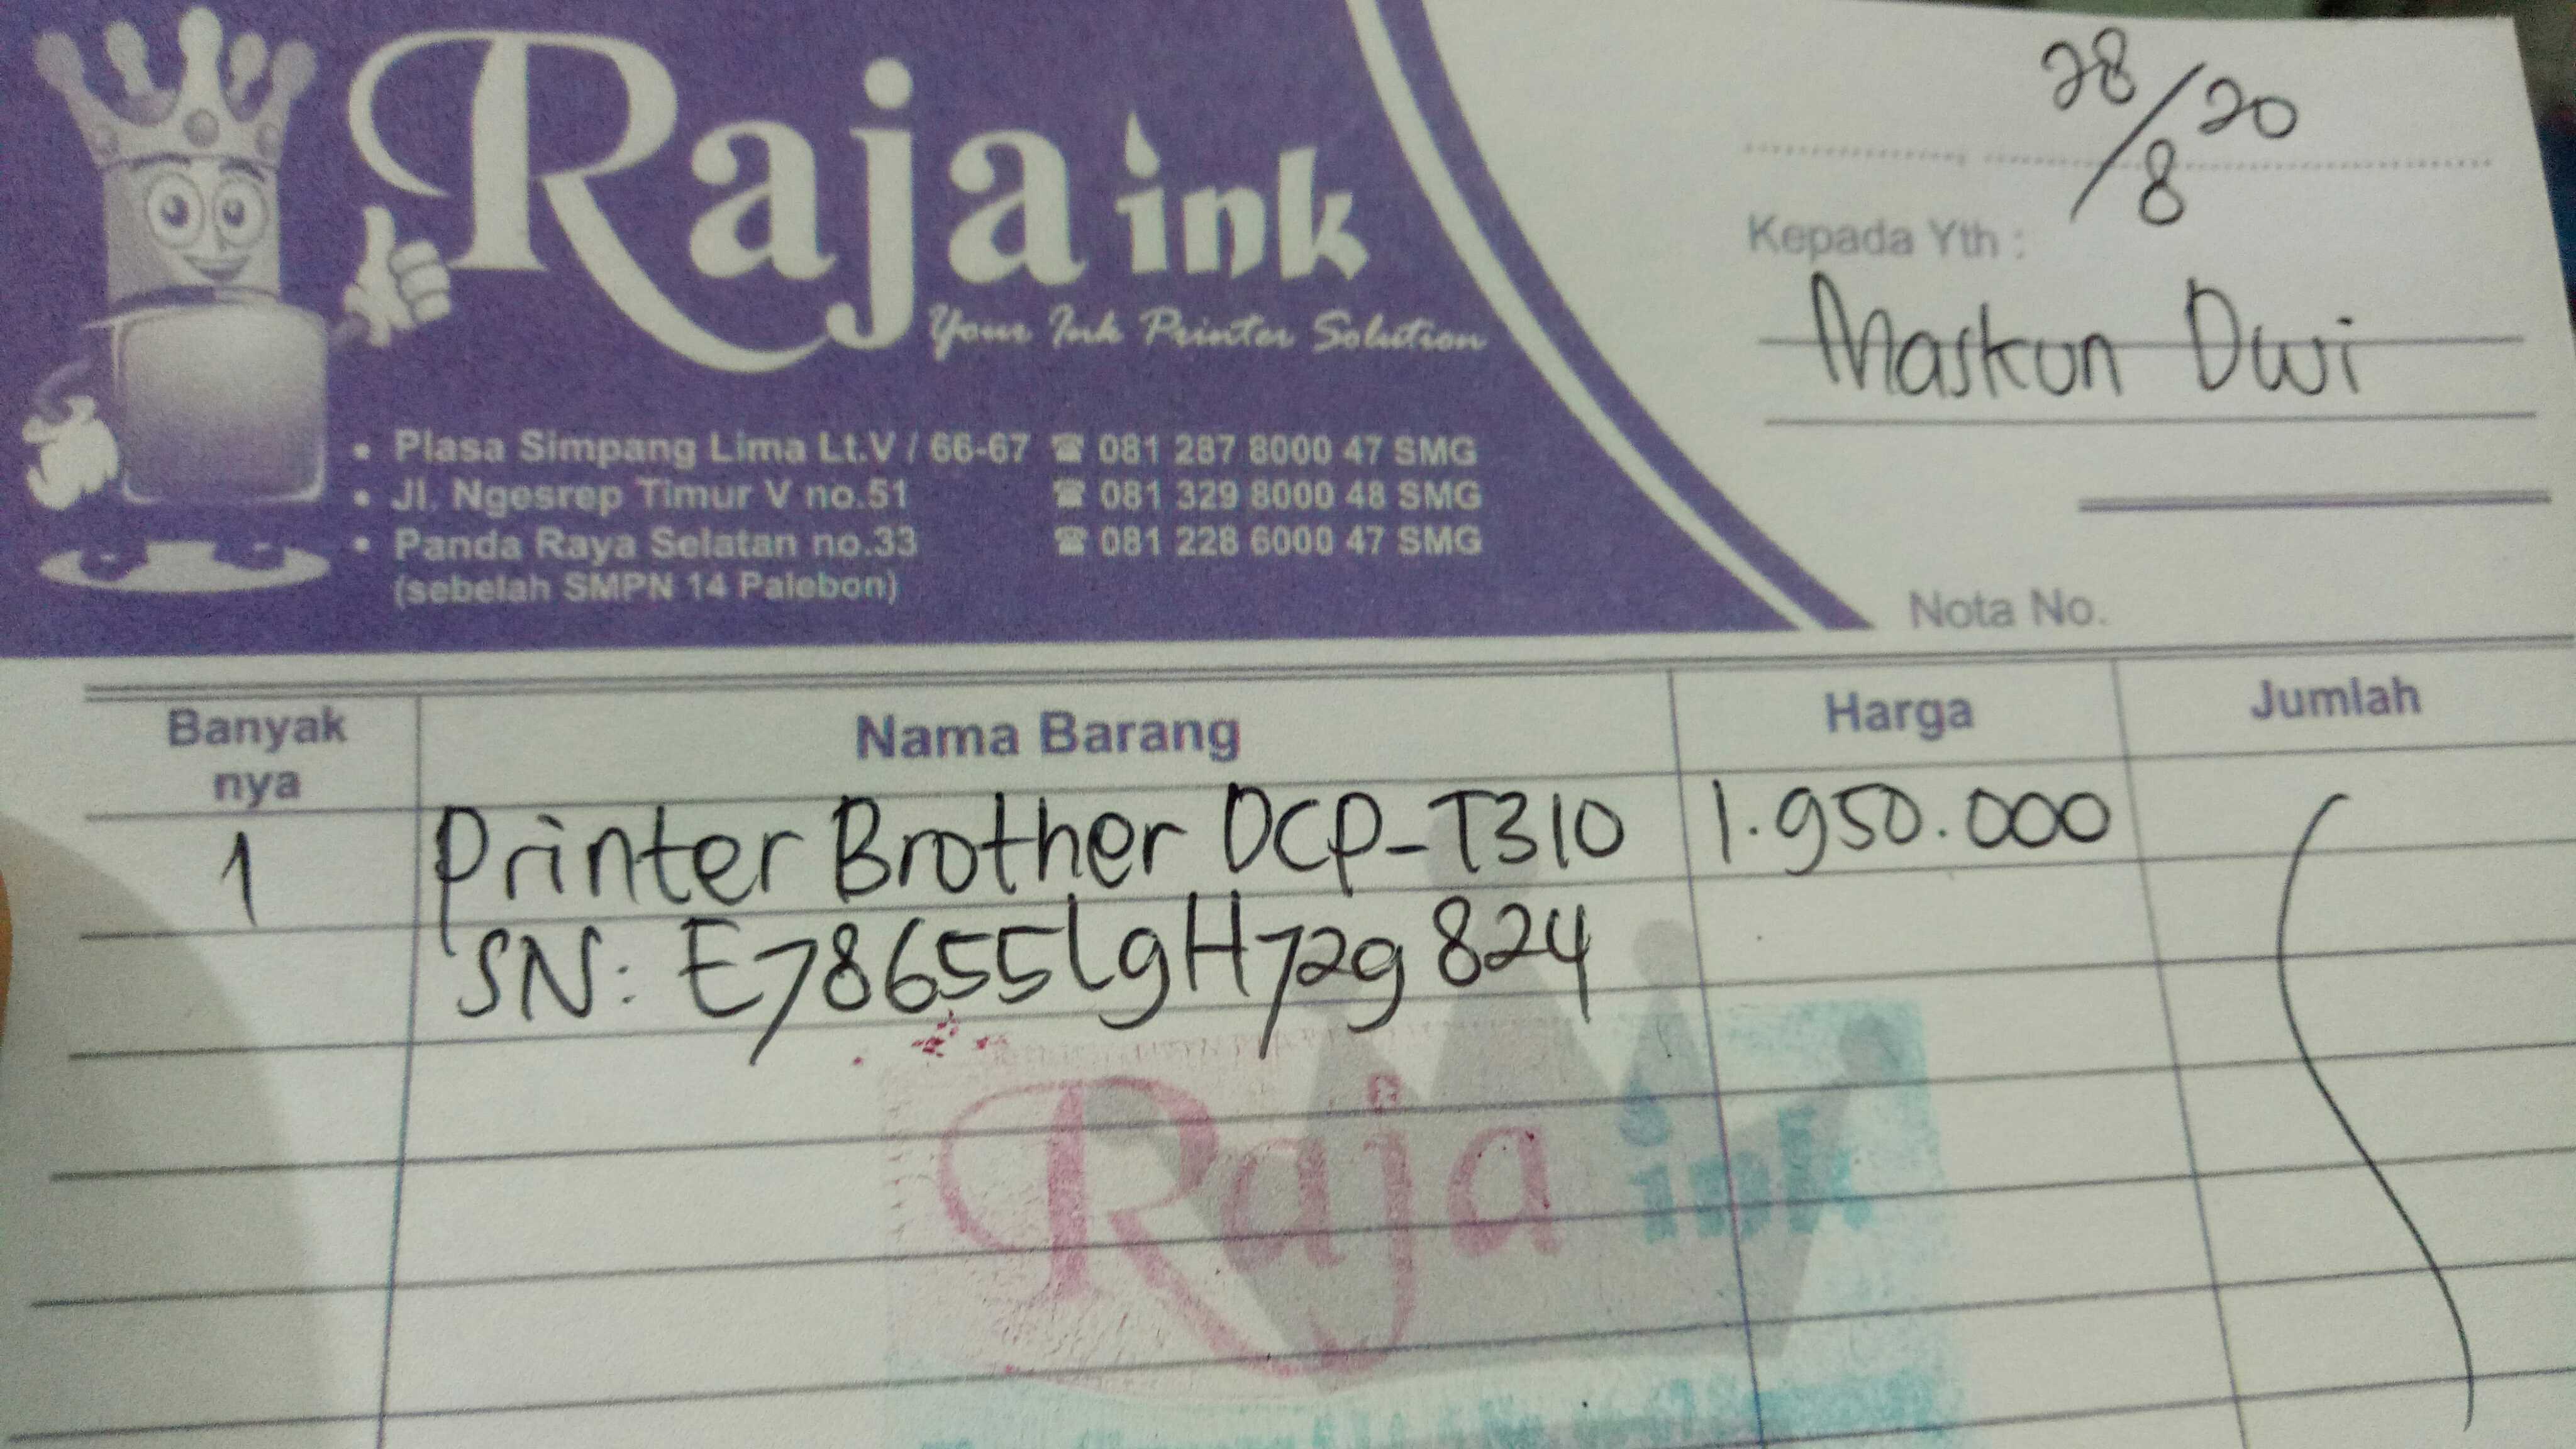 Raja ink
Your Ink Printer Solution
• Plasa Simpang Lima Lt.V / 66-67 ☎ 081 287 8000 47 SMG
• Jl. Ngesrep Timur V no.51 ☎ 081 329 8000 48 SMG
• Panda Raya Selatan no.33 ☎ 081 228 6000 47 SMG
(sebelah SMPN 14 Palebon)
28/8 20
Kepada Yth :
Maskun Dwi
Nota No.
Banyak nya Nama Barang Harga Jumlah
1 Printer Brother DCP-T310 1.950.000
SN: E78655L9H729824
Raja ink